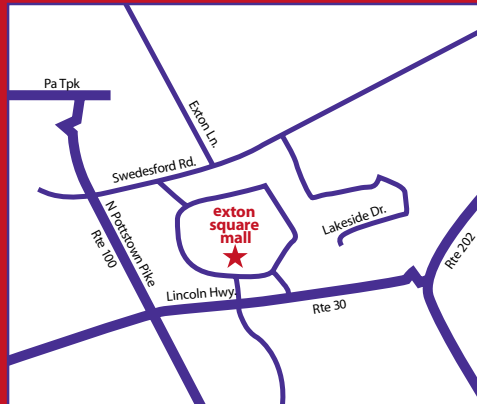 Pa Tpk
Exton Ln.
Swedesford Rd.
N Pottstown Pike
Rte 100
exton
square
mall
Lakeside Dr.
Rte 202
Lincoln Hwy.
Rte 30